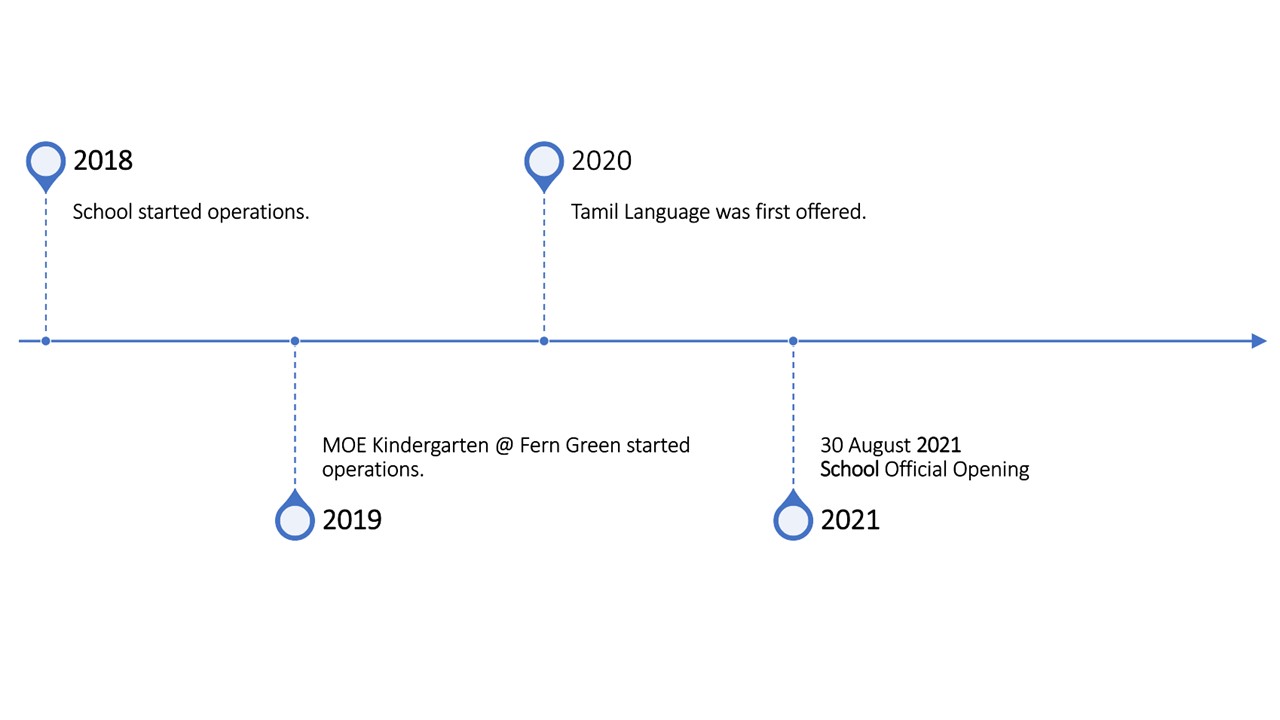 2018
School started operations.
2020
Tamil Language was first offered.
MOE Kindergarten @ Fern Green started
operations.
2019
30 August 2021
School Official Opening
2021